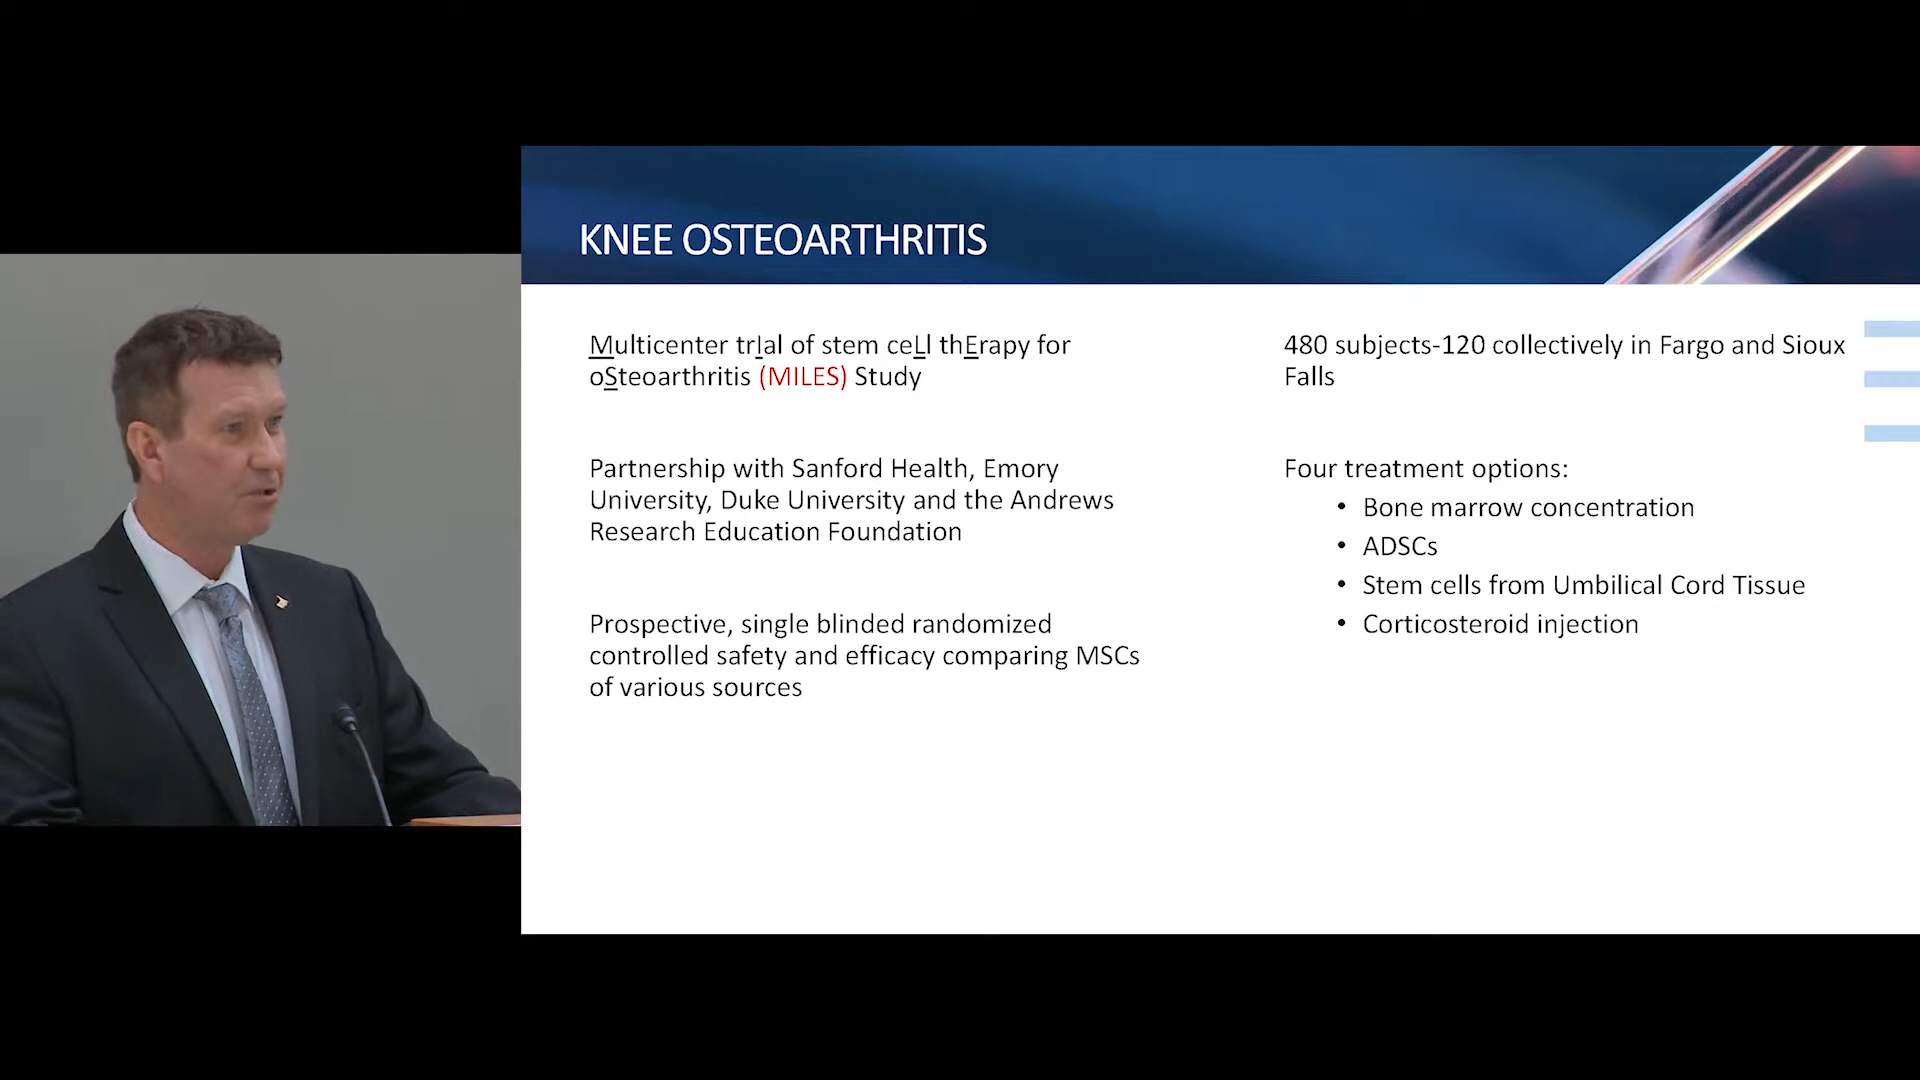 KNEE OSTEOARTHRITIS
Multicenter trIal of stem ceLl thErapy for
oSteoarthritis (MILES) Study
Partnership with Sanford Health, Emory
University, Duke University and the Andrews
Research Education Foundation
Prospective, single blinded randomized
controlled safety and efficacy comparing MSCs
of various sources
480 subjects-120 collectively in Fargo and Sioux
Falls
Four treatment options:
• Bone marrow concentration
• ADSCs
• Stem cells from Umbilical Cord Tissue
• Corticosteroid injection